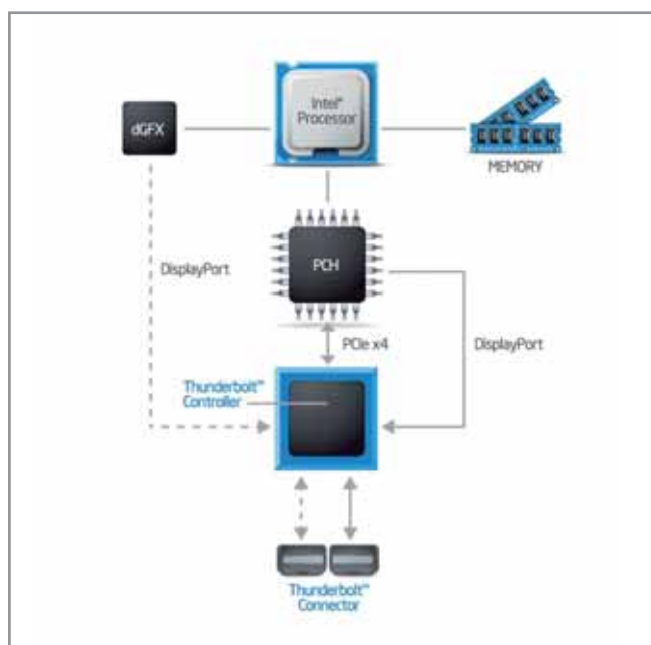 Intel®
Processor
dGFX
MEMORY
PCH
DisplayPort
PCIe x4
DisplayPort
Thunderbolt™
Controller
Thunderbolt™
Connector